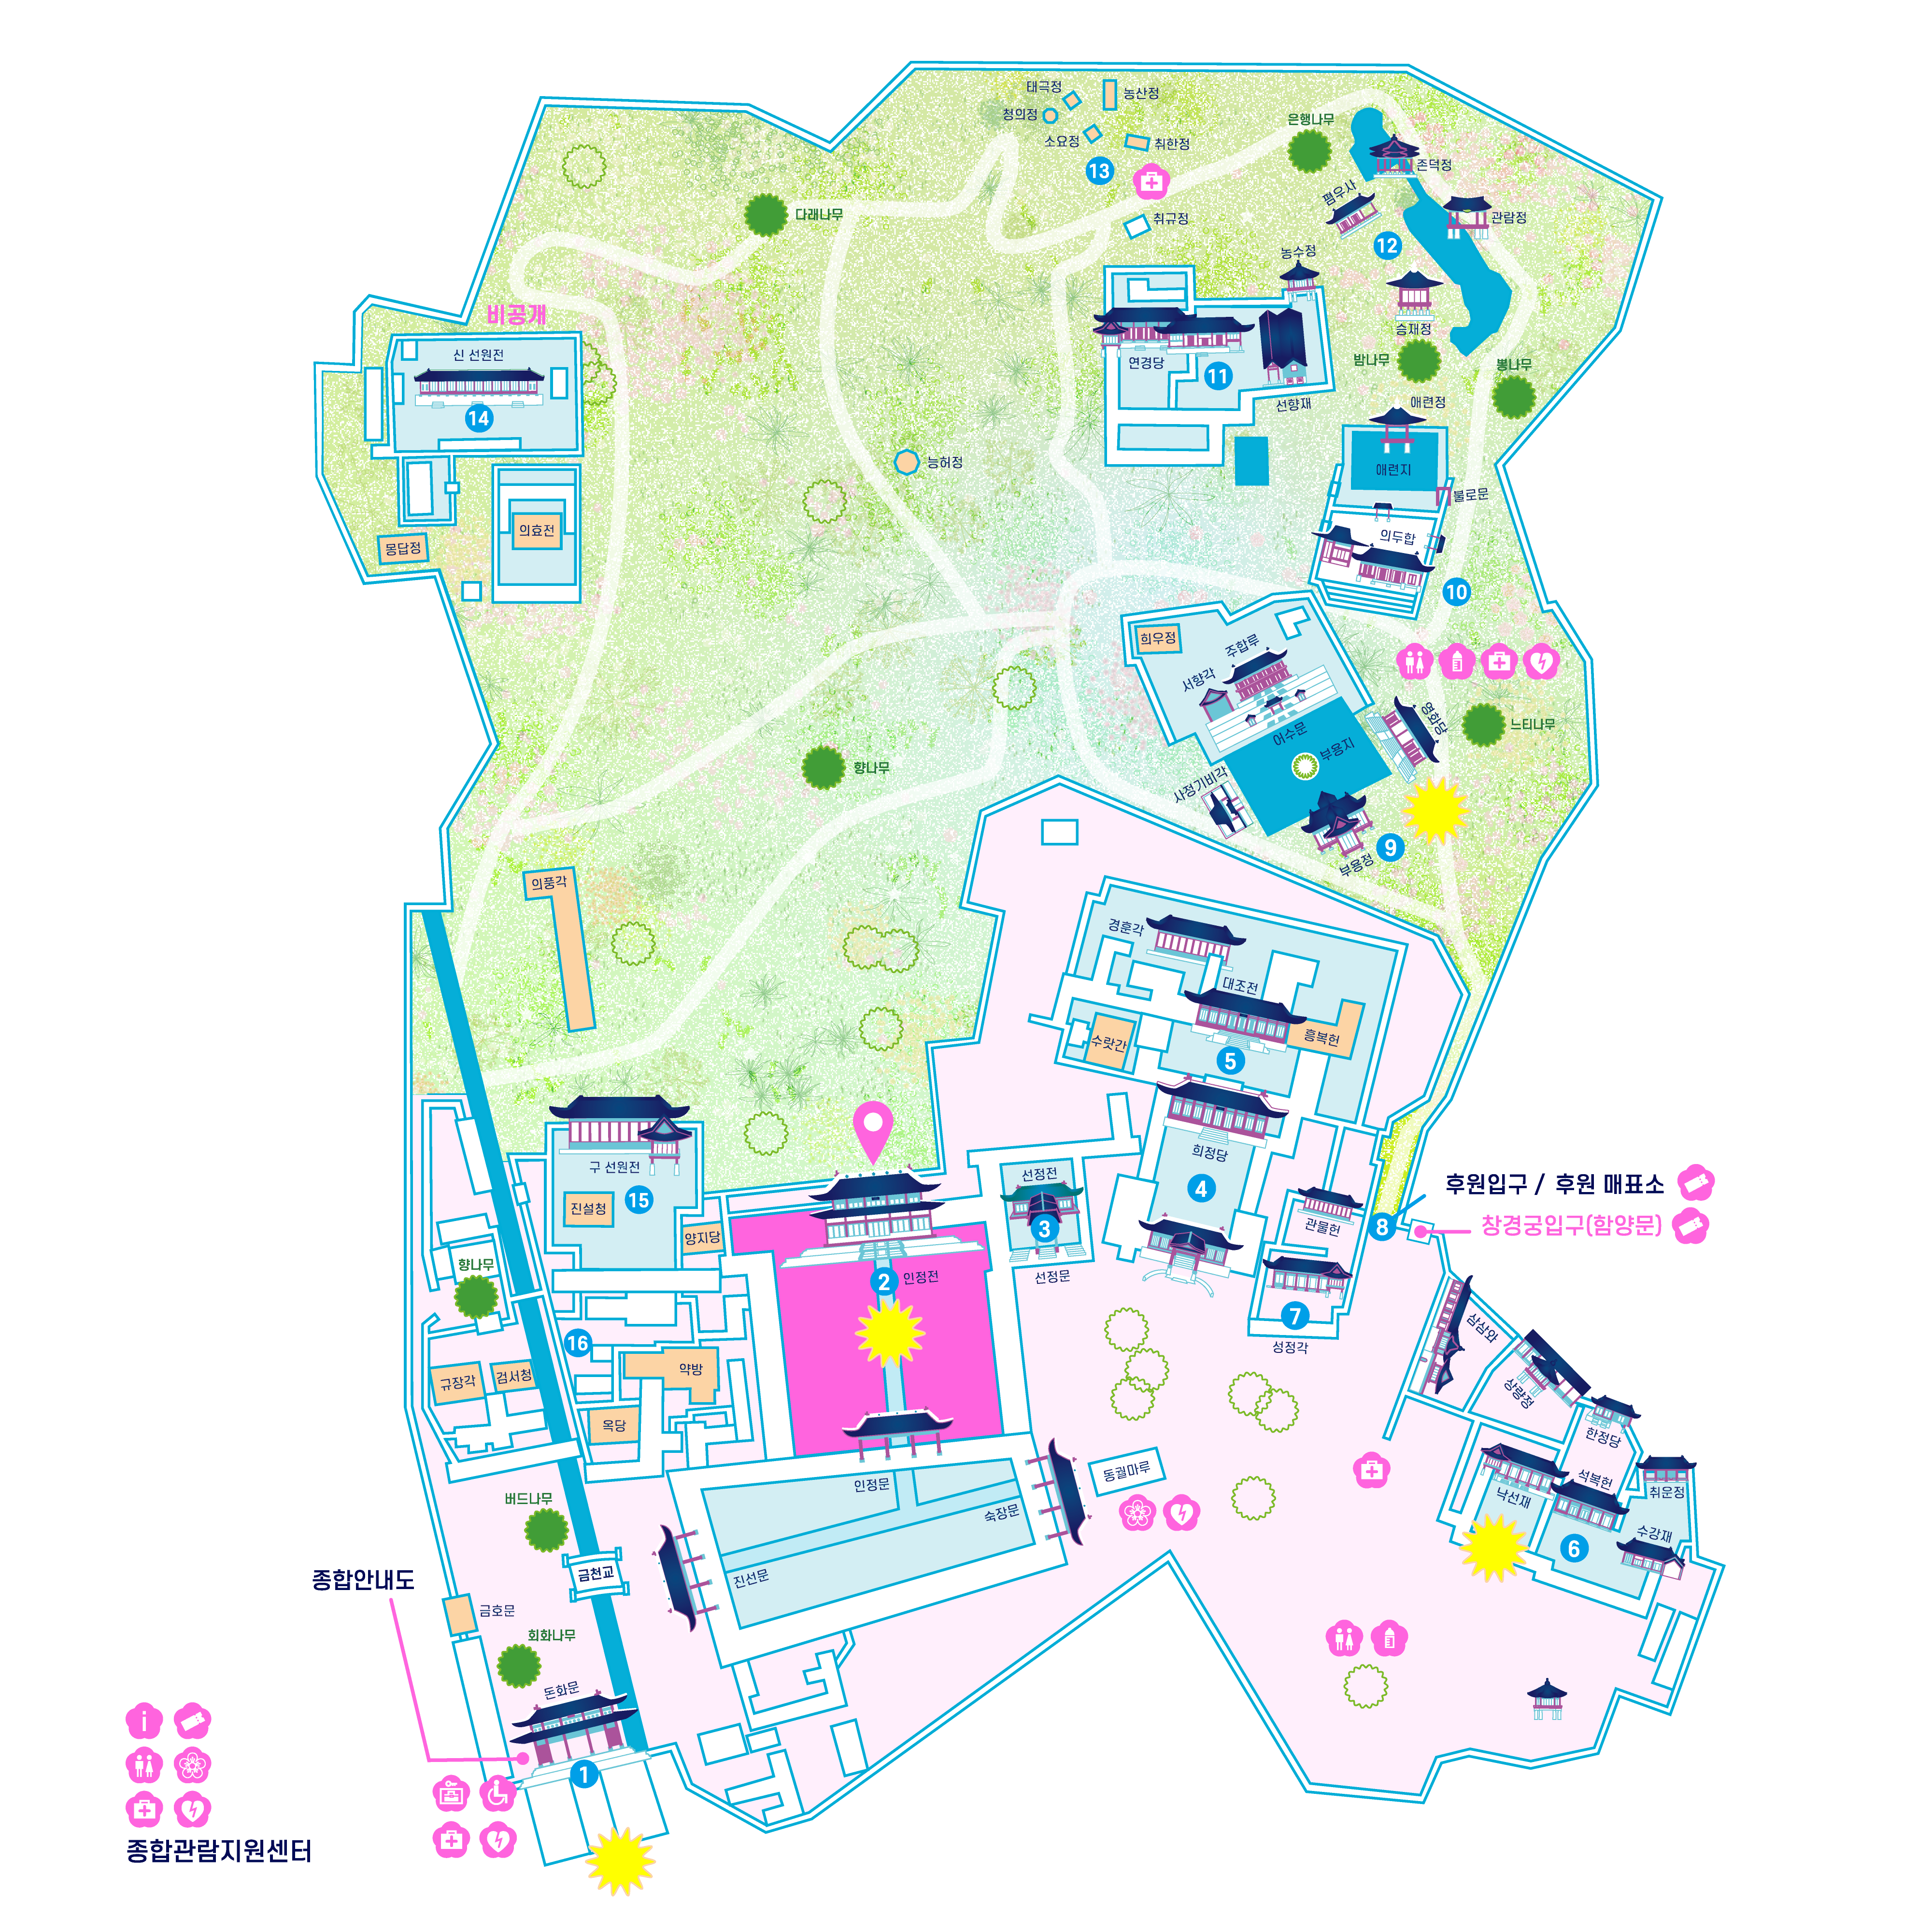 태극정
농산정
청의정
소요정
취한정
13
은행나무
존덕정
폄우사
관람정
12
취규정
다래나무
농수정
승재정
비공개
신 선원전
14
연경당
11
선향재
밤나무
뽕나무
애련정
애련지
불로문
능허정
의효전
몽답정
의두합
10
희우정
주합루
서향각
어수문
부용지
영화당
느티나무
사정기비각
향나무
부용정
9
의풍각
경훈각
대조전
수랏간
흥복헌
5
구 선원전
15
진설청
양지당
선정전
3
선정문
희정당
4
관물헌
후원입구 / 후원 매표소
8
창경궁입구(함양문)
향나무
2
인정전
7
성정각
16
삼삼와
규장각
검서청
약방
옥당
상량정
한정당
인정문
동궐마루
숙장문
낙선재
석복헌
취운정
수강재
6
버드나무
금천교
진선문
종합안내도
금호문
회화나무
돈화문
1
i
종합관람지원센터